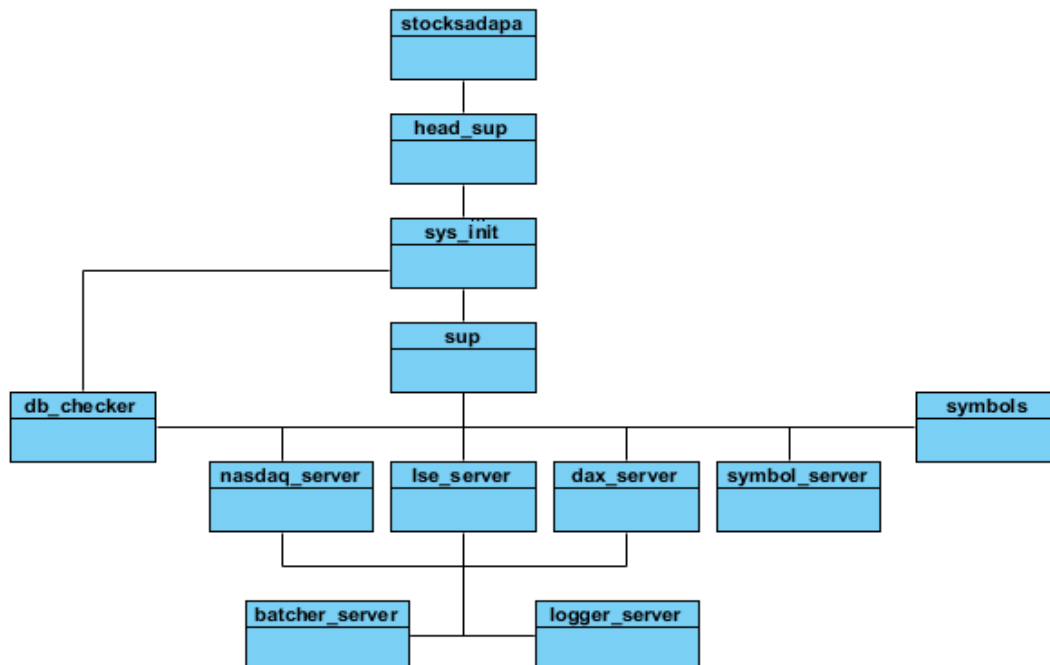 stocksadapa
head_sup
...
sys_init
sup
db_checker
symbols
nasdaq_server
lse_server
dax_server
symbol_server
batcher_server
logger_server